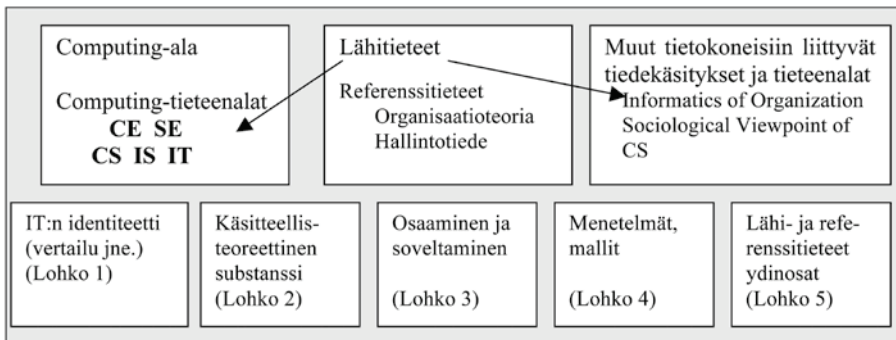 Computing-ala
Computing-tieteenalat
CE SE
CS IS IT
Lähitieteet
Referenssitieteet
Organisaatioteoria
Hallintotiede
Muut tietokoneisiin liittyvät
tiedekäsitykset ja tieteenalat
Informatics of Organization
Sociological Viewpoint of
CS
IT:n identiteetti
(vertailu jne.)
(Lohko 1)
Käsitteellis-
teoreettinen
substanssi
(Lohko 2)
Osaaminen ja
soveltaminen
(Lohko 3)
Menetelmät,
mallit
(Lohko 4)
Lähi- ja refe-
renssitieteet
ydinosat
(Lohko 5)